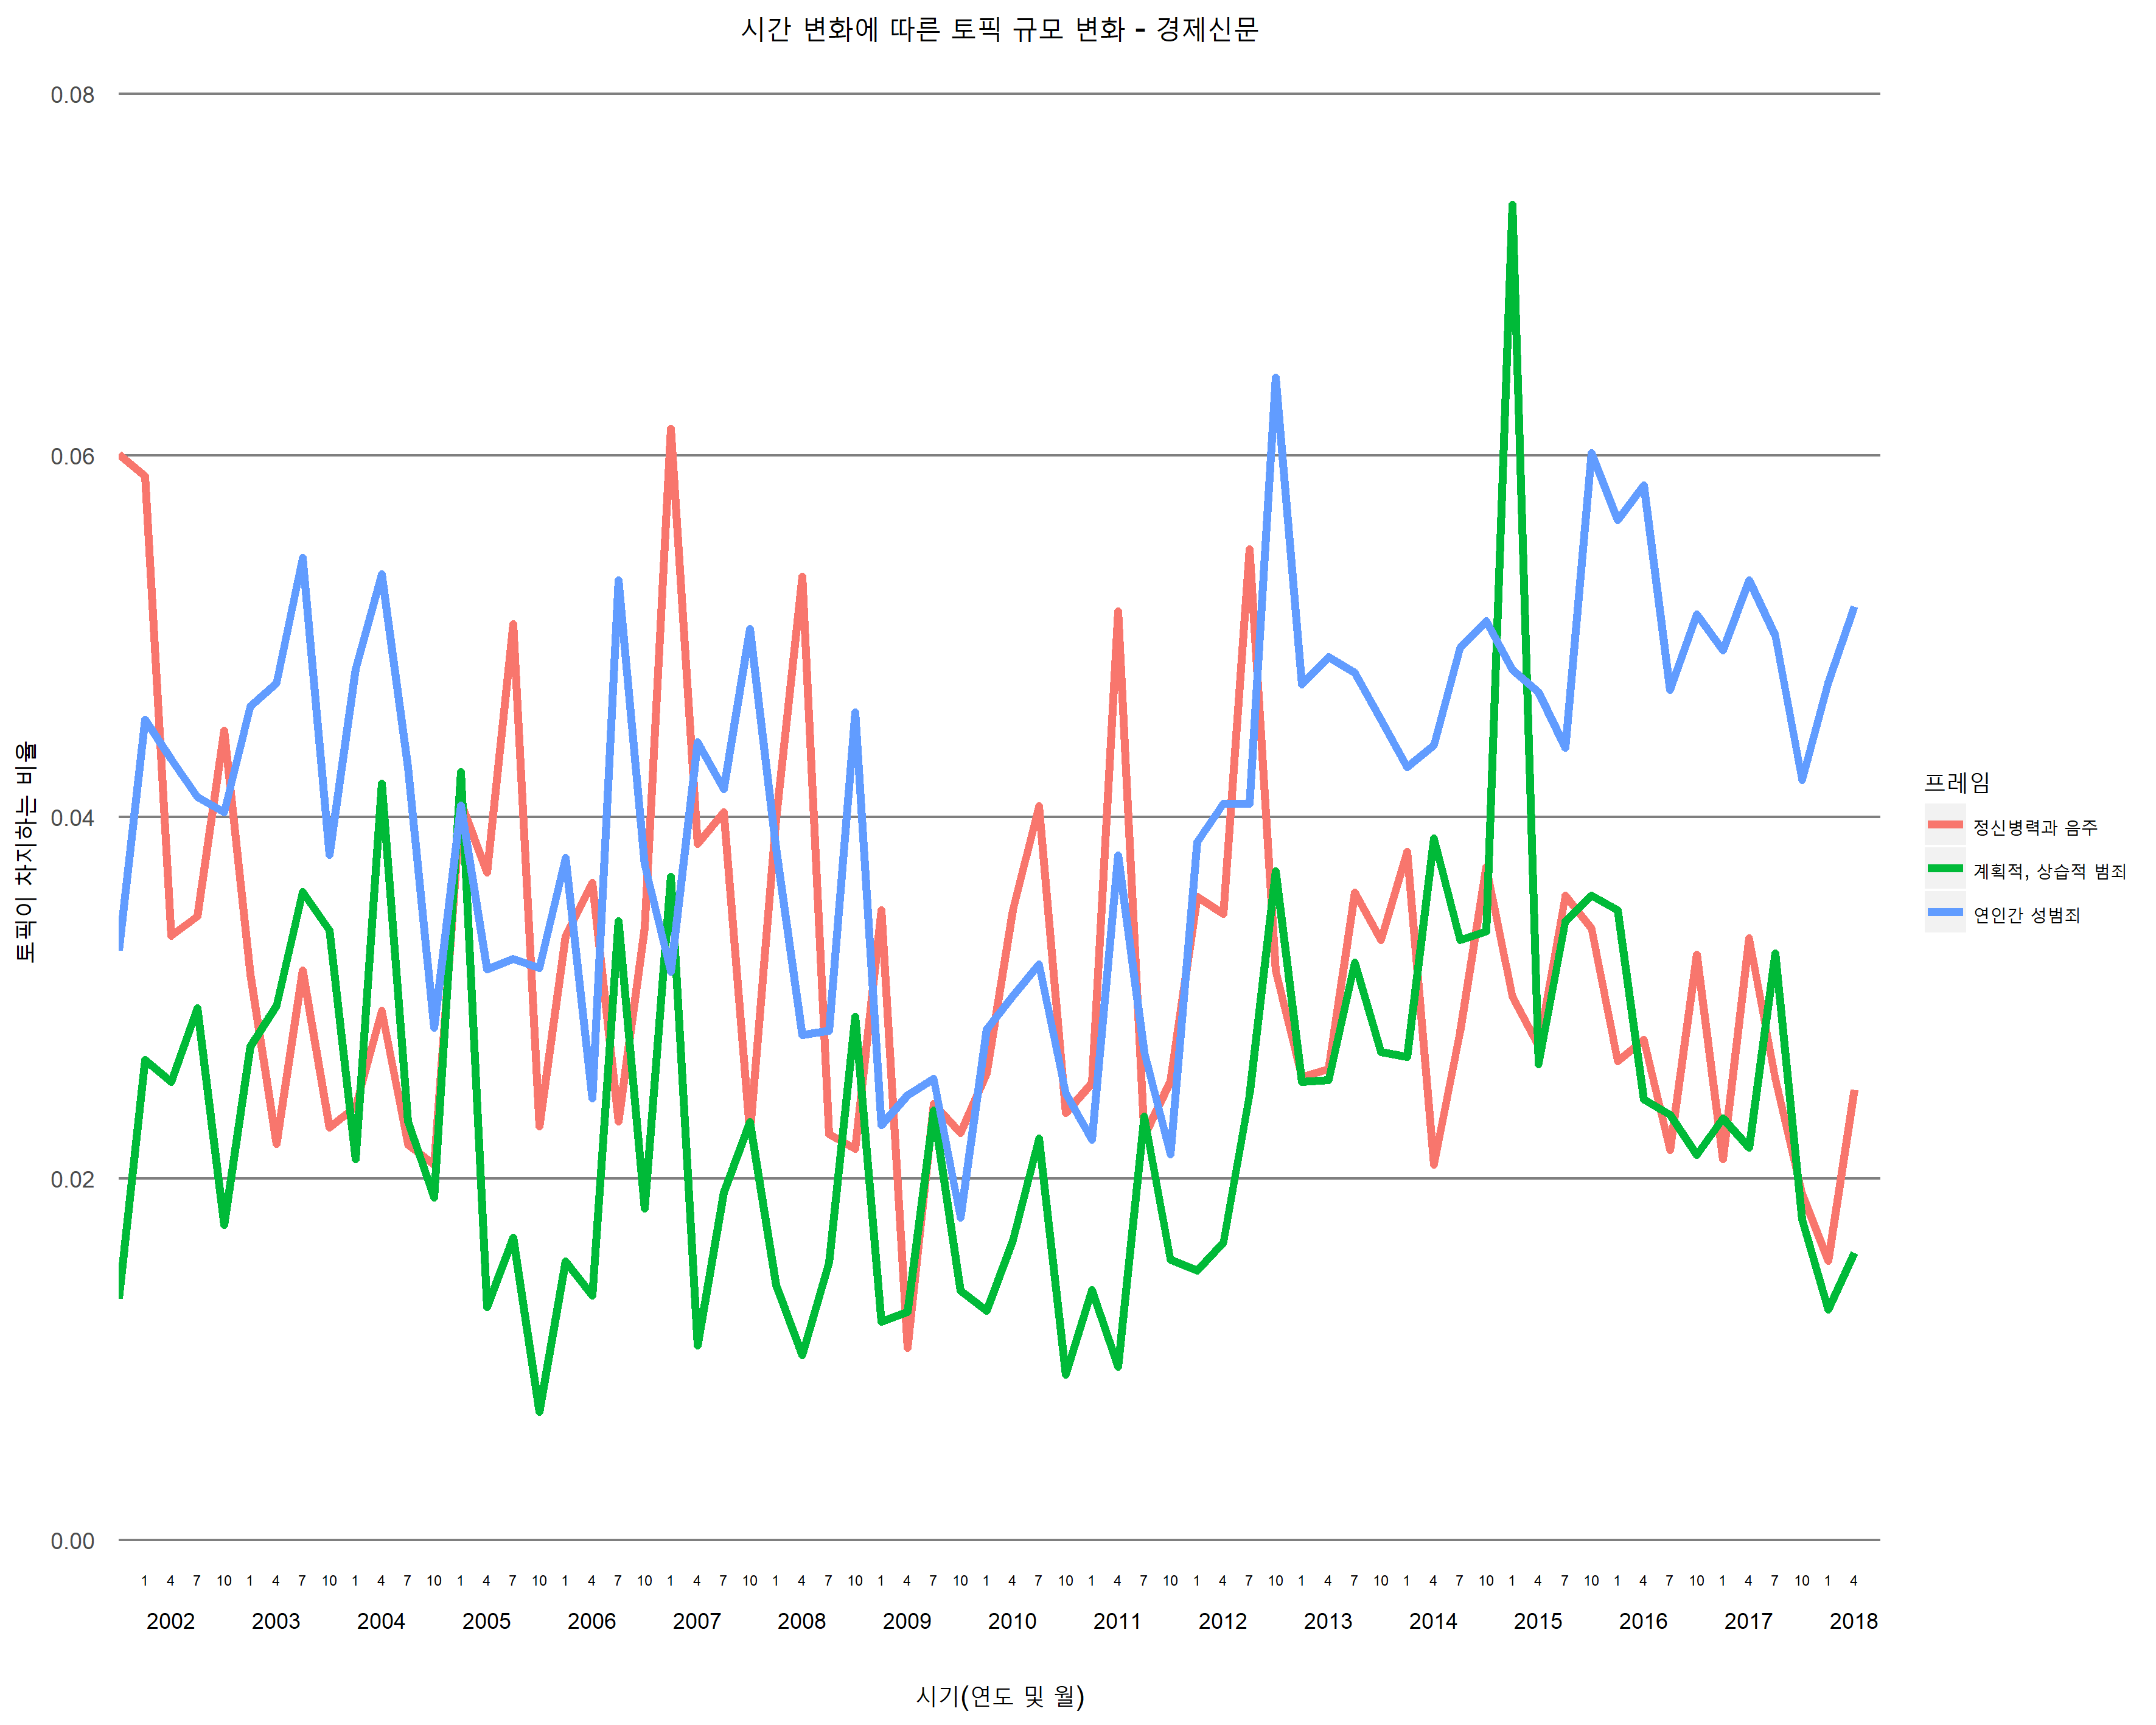 시간 변화에 따른 토픽 규모 변화 - 경제신문
토픽이 차지하는 비율
0.08
0.06
0.04
0.02
0.00
1 4 7 10 1 4 7 10 1 4 7 10 1 4 7 10 1 4 7 10 1 4 7 10 1 4 7 10 1 4 7 10 1 4 7 10 1 4 7 10 1 4 7 10 1 4 7 10 1 4 7 10 1 4 7 10 1 4 7 10 1 4 7 10 1 4
2002 2003 2004 2005 2006 2007 2008 2009 2010 2011 2012 2013 2014 2015 2016 2017 2018
시기(연도 및 월)
프레임
정신병력과 음주
계획적, 상습적 범죄
연인간 성범죄